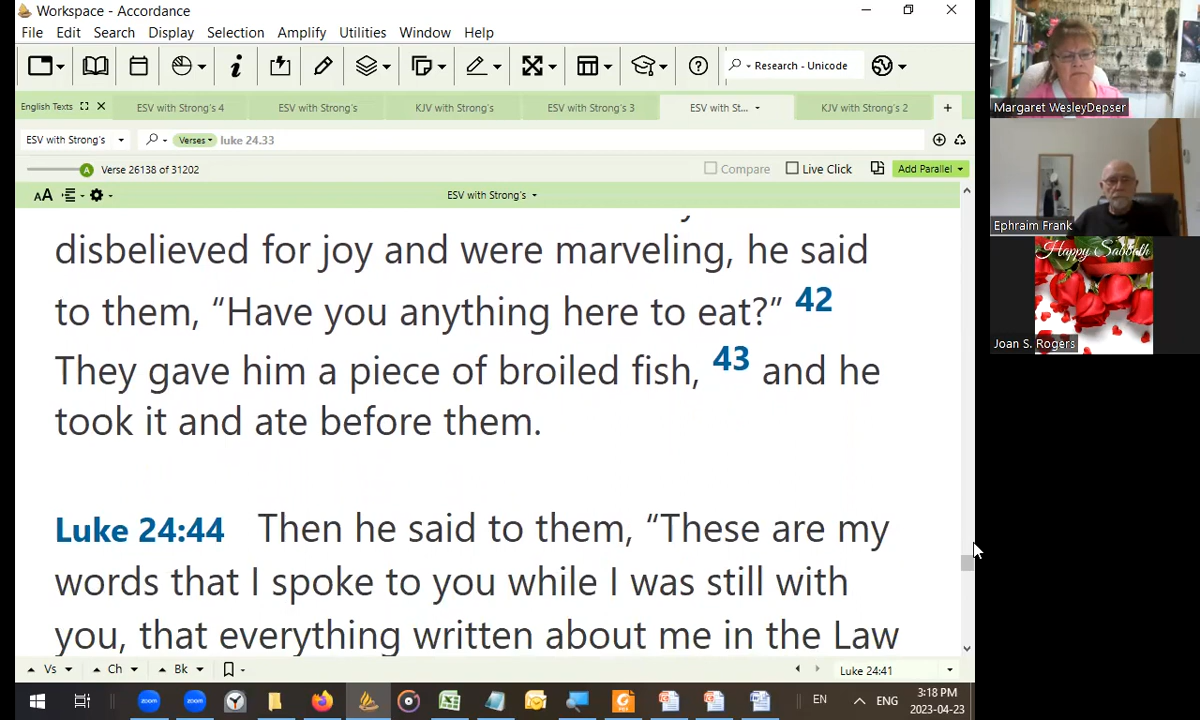 Workspace - Accordance
File Edit Search Display Selection Amplify Utilities Window Help
Research - Unicode
English Texts
ESV with Strong's 4
ESV with Strong's
KJV with Strong's
ESV with Strong's 3
ESV with St...
KJV with Strong's 2
ESV with Strong's
Verses
luke 24.33
A
Verse 26138 of 31202
Compare
Live Click
Add Parallel
AA
ESV with Strong's
disbelieved for joy and were marveling, he said
to them, “Have you anything here to eat?” 42
They gave him a piece of broiled fish, 43 and he
took it and ate before them.
Luke 24:44 Then he said to them, “These are my
words that I spoke to you while I was still with
you, that everything written about me in the Law
Vs
Ch
Bk
Luke 24:41
zoom
zoom
EN
ENG
3:18 PM
2023-04-23
Margaret WesleyDepser
Ephraim Frank
Happy Sabbath
Joan S. Rogers